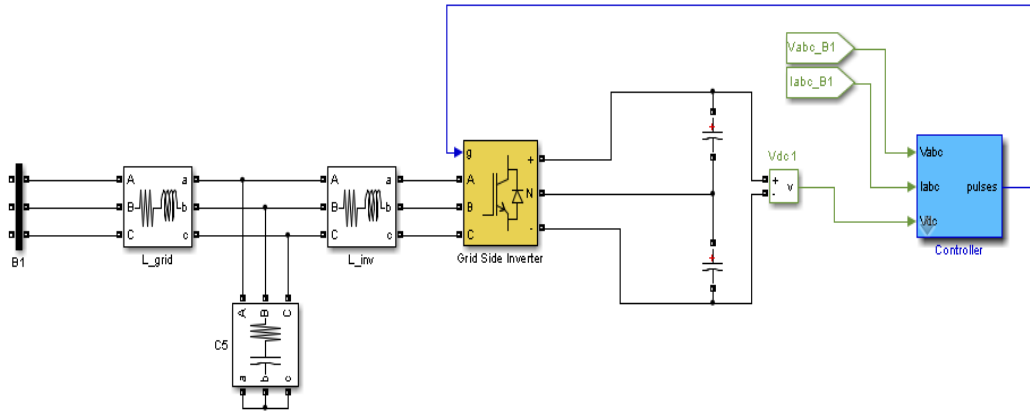 Vabc_B1
Iabc_B1
g
A
B
C
+
N
-
Grid Side Inverter
Vdc1
+
-
v
Vabc
Iabc
Vdc
pulses
Controller
B1
A
B
C
a
b
c
L_grid
A
B
C
a
b
c
L_inv
C5
A
B
C
a
b
c
+
+